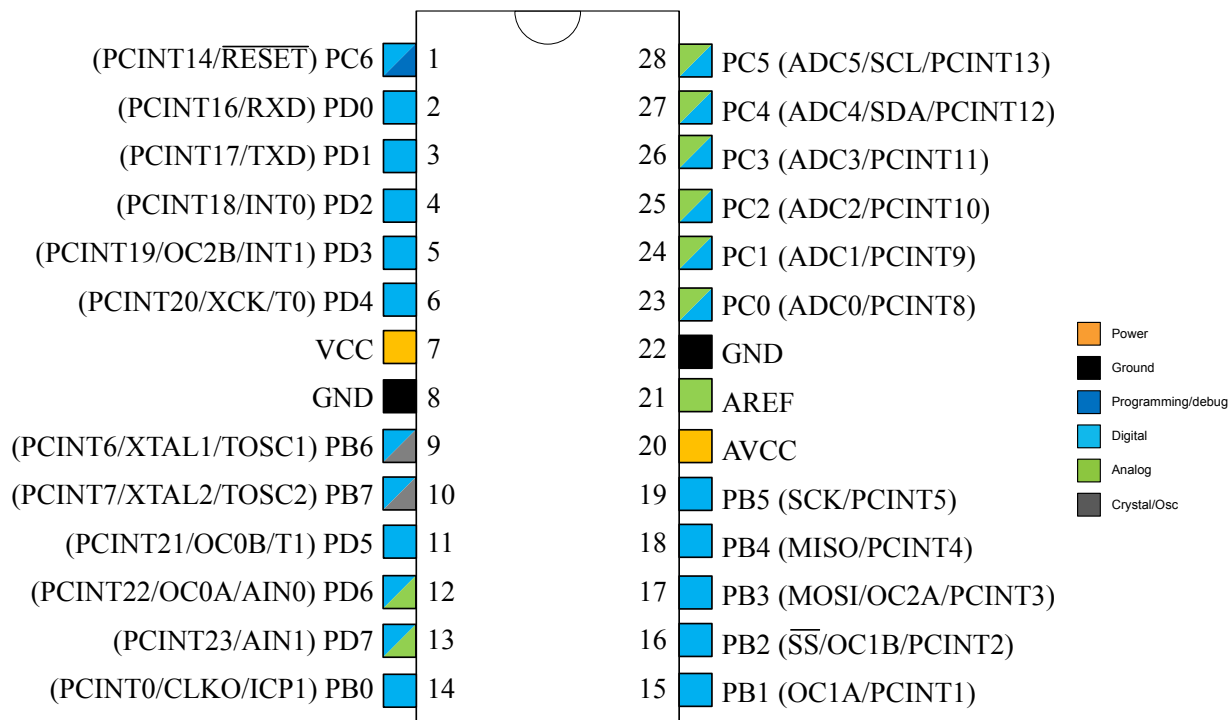 (PCINT14/RESET) PC6 1
(PCINT16/RXD) PD0 2
(PCINT17/TXD) PD1 3
(PCINT18/INT0) PD2 4
(PCINT19/OC2B/INT1) PD3 5
(PCINT20/XCK/T0) PD4 6
VCC 7
GND 8
(PCINT6/XTAL1/TOSC1) PB6 9
(PCINT7/XTAL2/TOSC2) PB7 10
(PCINT21/OC0B/T1) PD5 11
(PCINT22/OC0A/AIN0) PD6 12
(PCINT23/AIN1) PD7 13
(PCINT0/CLKO/ICP1) PB0 14
28 PC5 (ADC5/SCL/PCINT13)
27 PC4 (ADC4/SDA/PCINT12)
26 PC3 (ADC3/PCINT11)
25 PC2 (ADC2/PCINT10)
24 PC1 (ADC1/PCINT9)
23 PC0 (ADC0/PCINT8)
22 GND
21 AREF
20 AVCC
19 PB5 (SCK/PCINT5)
18 PB4 (MISO/PCINT4)
17 PB3 (MOSI/OC2A/PCINT3)
16 PB2 (SS/OC1B/PCINT2)
15 PB1 (OC1A/PCINT1)
Power
Ground
Programming/debug
Digital
Analog
Crystal/Osc